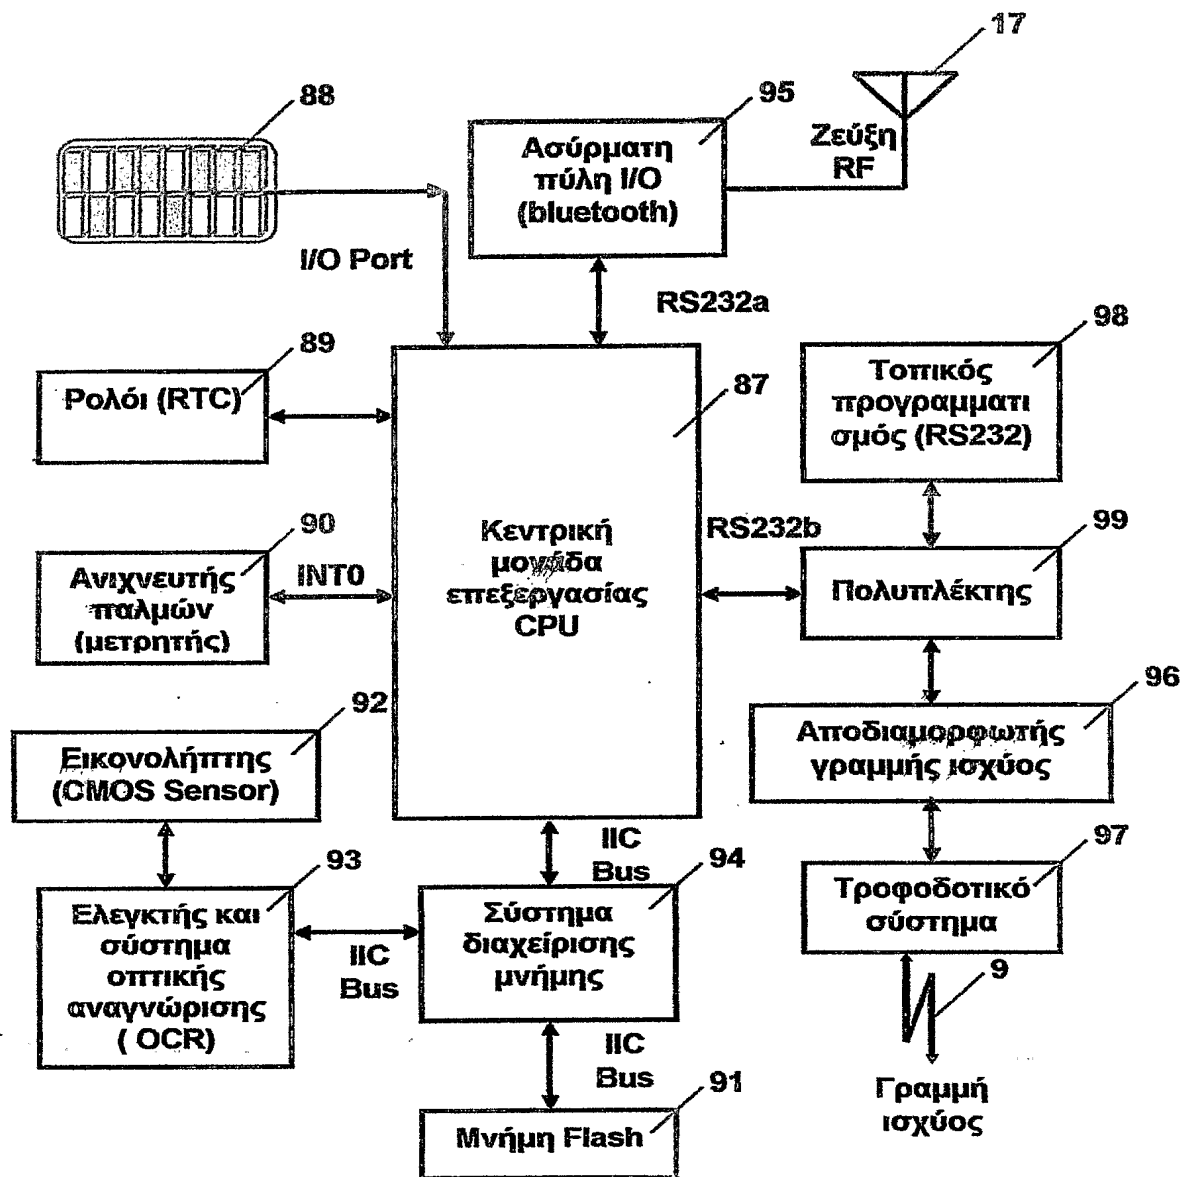 17
88
95
Ασύρματη
πύλη I/O
(bluetooth)
Ζεύξη
RF
I/O Port
RS232a
89
Ρολόι (RTC)
87
98
Τοπικός
προγραμματι
σμός (RS232)
90
Ανιχνευτής
παλμών
(μετρητής)
INT0
Κεντρική
μονάδα
επεξεργασίας
CPU
RS232b
99
Πολυπλέκτης
92
Εικονολήπτης
(CMOS Sensor)
96
Αποδιαμορφωτής
γραμμής ισχύος
IIC
Bus
93
Ελεγκτής και
σύστημα
οπτικής
αναγνώρισης
( OCR)
IIC
Bus
94
Σύστημα
διαχείρισης
μνήμης
97
Τροφοδοτικό
σύστημα
9
IIC
Bus
91
Μνήμη Flash
Γραμμή
ισχύος